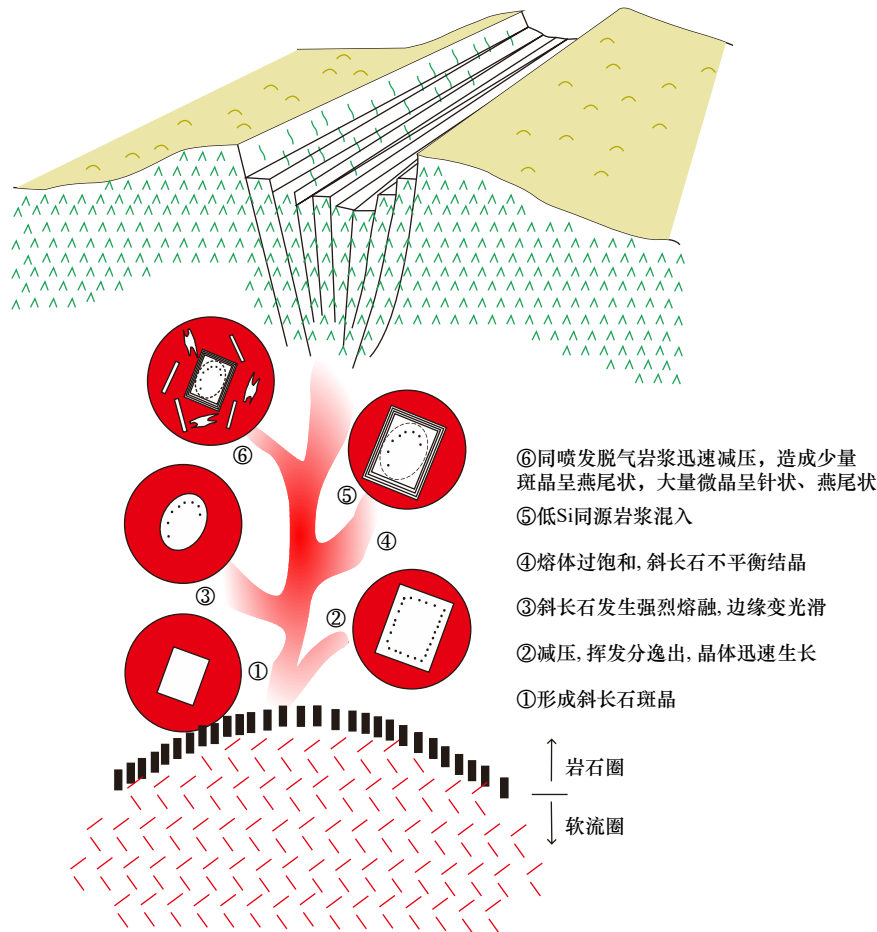 ⑥
⑤
④
③
②
①
⑥同喷发脱气岩浆迅速减压，造成少量
斑晶呈燕尾状，大量微晶呈针状、燕尾状
⑤低Si同源岩浆混入
④熔体过饱和, 斜长石不平衡结晶
③斜长石发生强烈熔融, 边缘变光滑
②减压, 挥发分逸出, 晶体迅速生长
①形成斜长石斑晶
岩石圈
软流圈